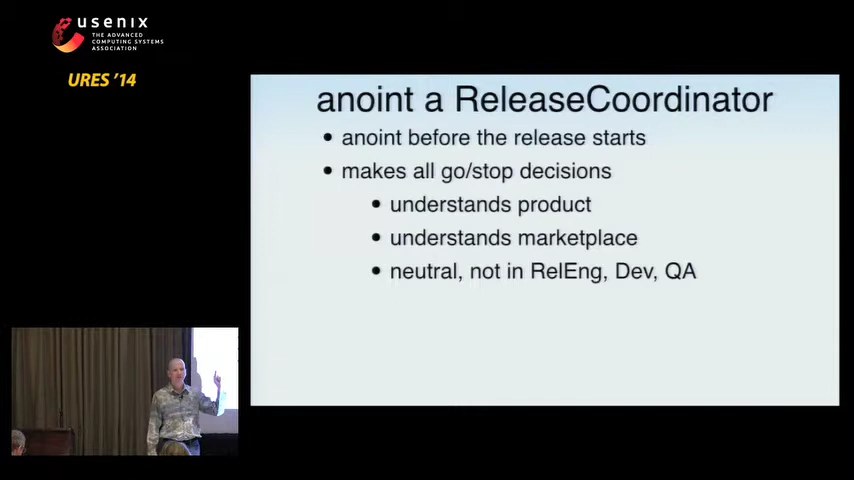 usenix
THE ADVANCED
COMPUTING SYSTEMS
ASSOCIATION
URES '14
anoint a ReleaseCoordinator
• anoint before the release starts
• makes all go/stop decisions
• understands product
• understands marketplace
• neutral, not in RelEng, Dev, QA